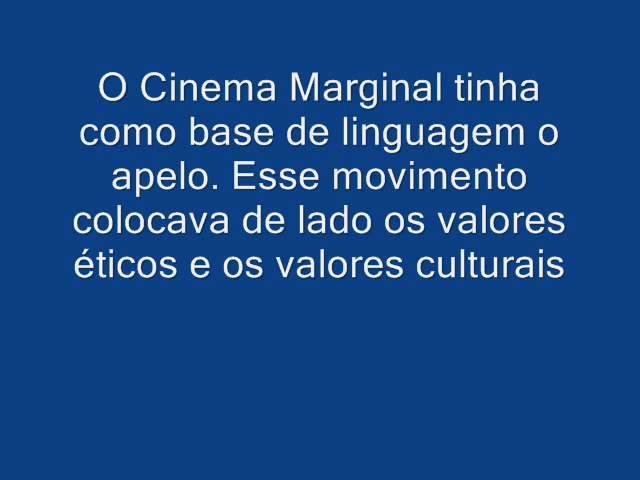 O Cinema Marginal tinha
como base de linguagem o
apelo. Esse movimento
colocava de lado os valores
éticos e os valores culturais